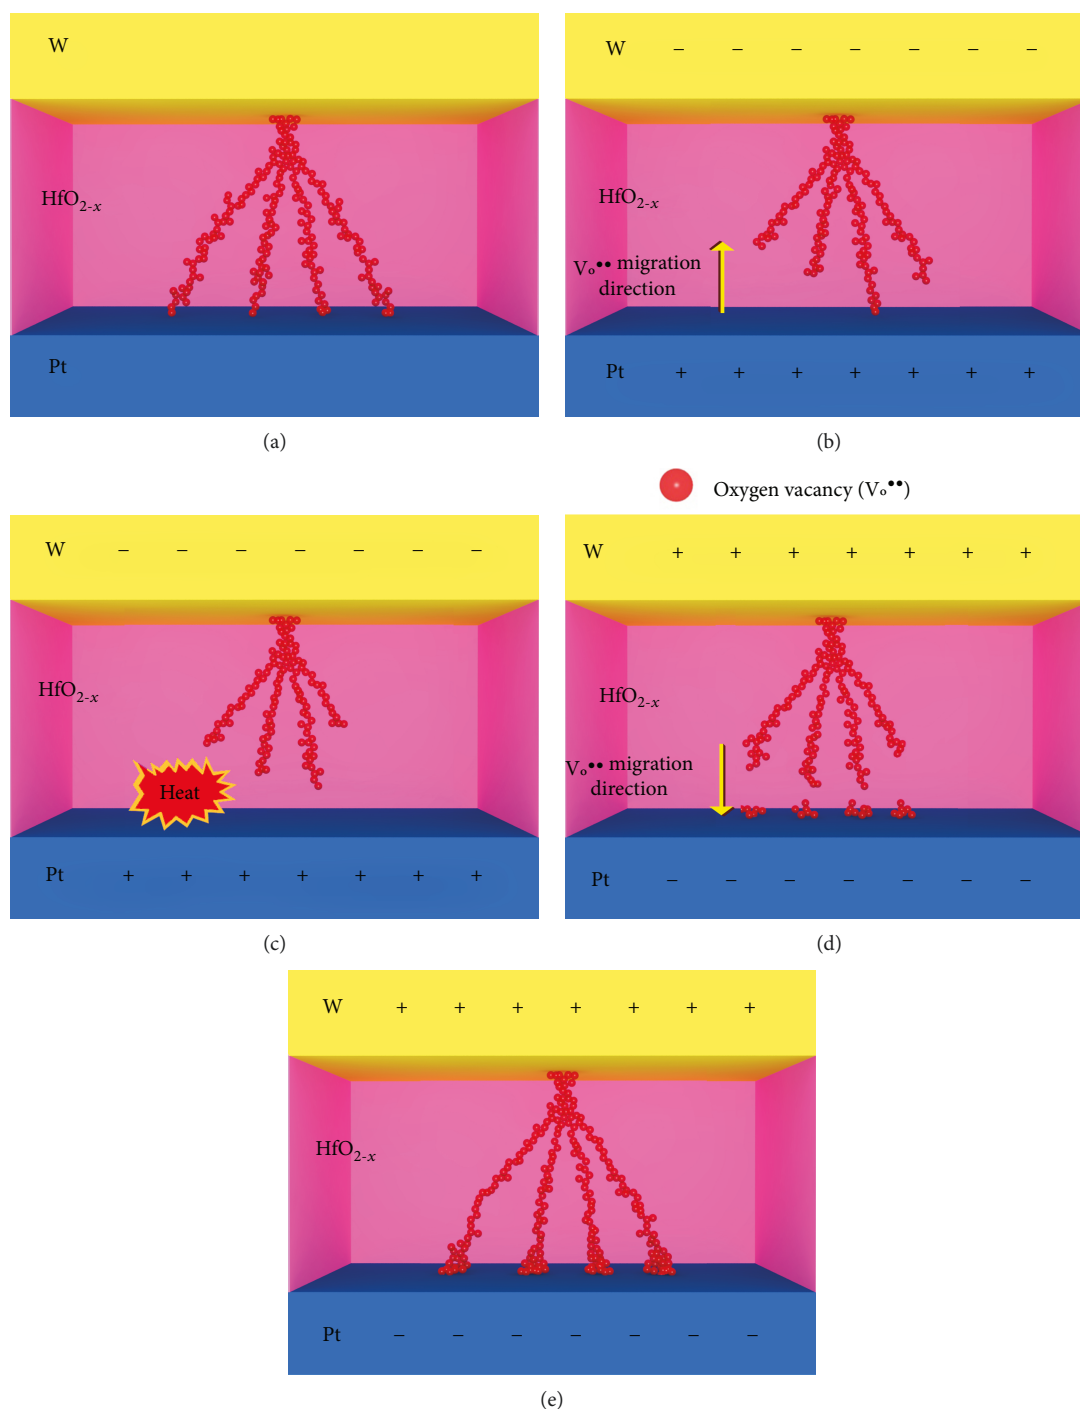 W
HfO2-x
Pt
(a)
W – – – – – – –
HfO2-x
Vo•• migration
direction
Pt + + + + + + +
(b)
Oxygen vacancy (Vo••)
W – – – – – – –
HfO2-x
Heat
Pt + + + + + + +
(c)
W + + + + + + +
HfO2-x
Vo•• migration
direction
Pt – – – – – – –
(d)
W + + + + + + +
HfO2-x
Pt – – – – – – –
(e)